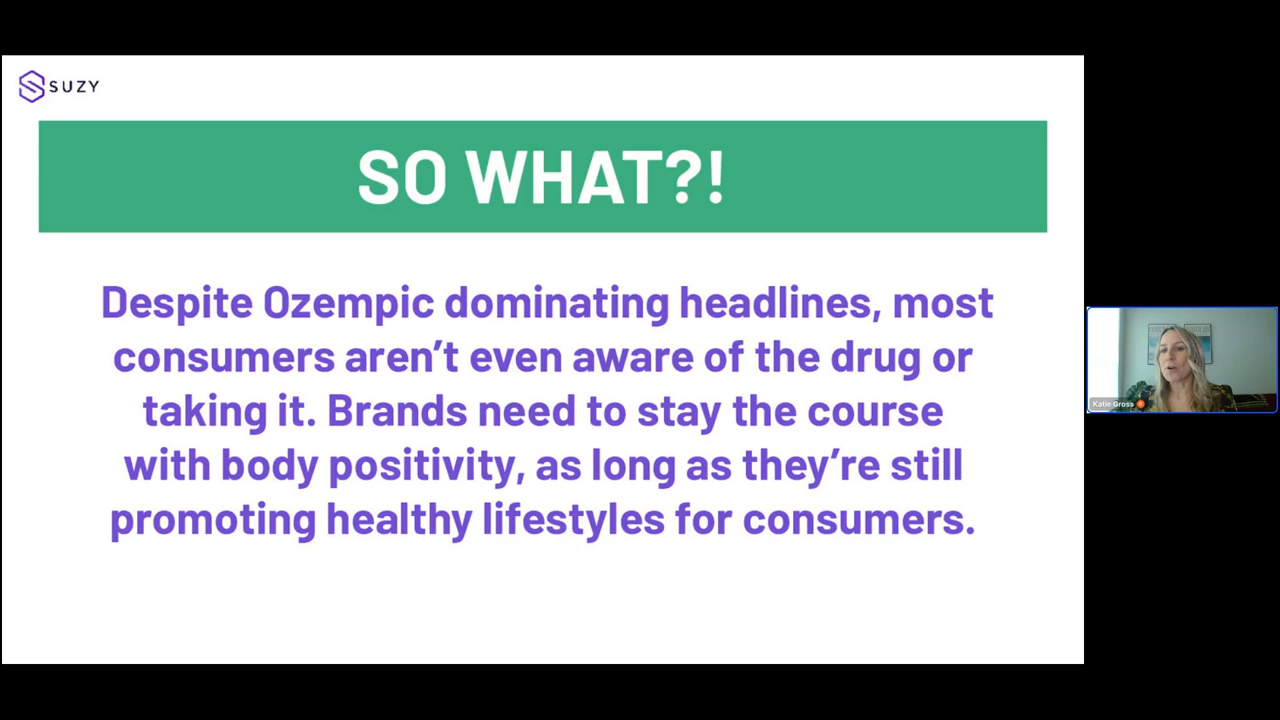 SUZY
SO WHAT?!
Despite Ozempic dominating headlines, most
consumers aren’t even aware of the drug or
taking it. Brands need to stay the course
with body positivity, as long as they’re still
promoting healthy lifestyles for consumers.
Katie Gross